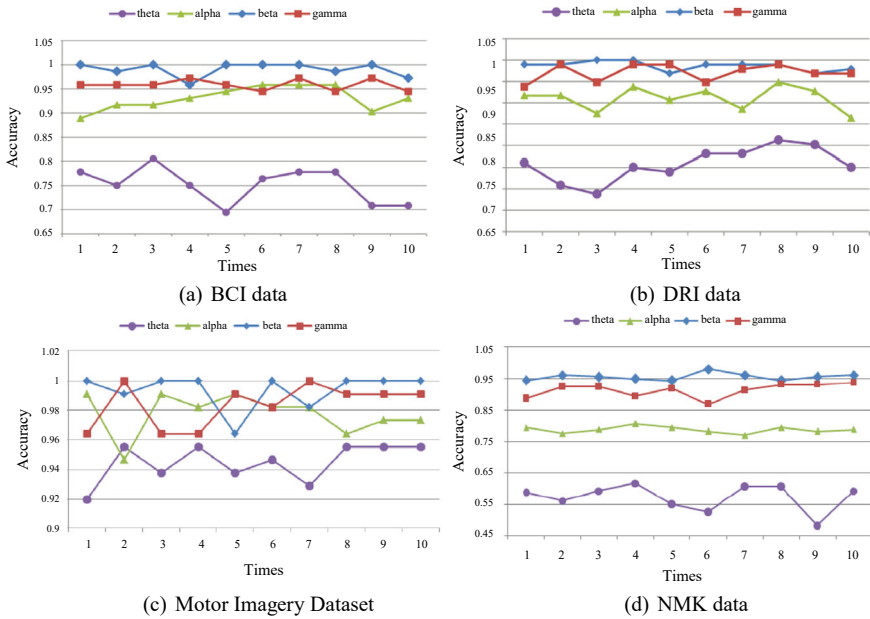 theta alpha beta gamma
1.05
1
0.95
0.9
0.85
0.8
0.75
0.7
0.65
Accuracy
1 2 3 4 5 6 7 8 9 10
Times
(a) BCI data
theta alpha beta gamma
1.05
1
0.95
0.9
0.85
0.8
0.75
0.7
0.65
Accuracy
1 2 3 4 5 6 7 8 9 10
Times
(b) DRI data
theta alpha beta gamma
1.02
1
0.98
0.96
0.94
0.92
0.9
Accuracy
1 2 3 4 5 6 7 8 9 10
Times
(c) Motor Imagery Dataset
theta alpha beta gamma
1.05
0.95
0.85
0.75
0.65
0.55
0.45
Accuracy
1 2 3 4 5 6 7 8 9 10
Times
(d) NMK data